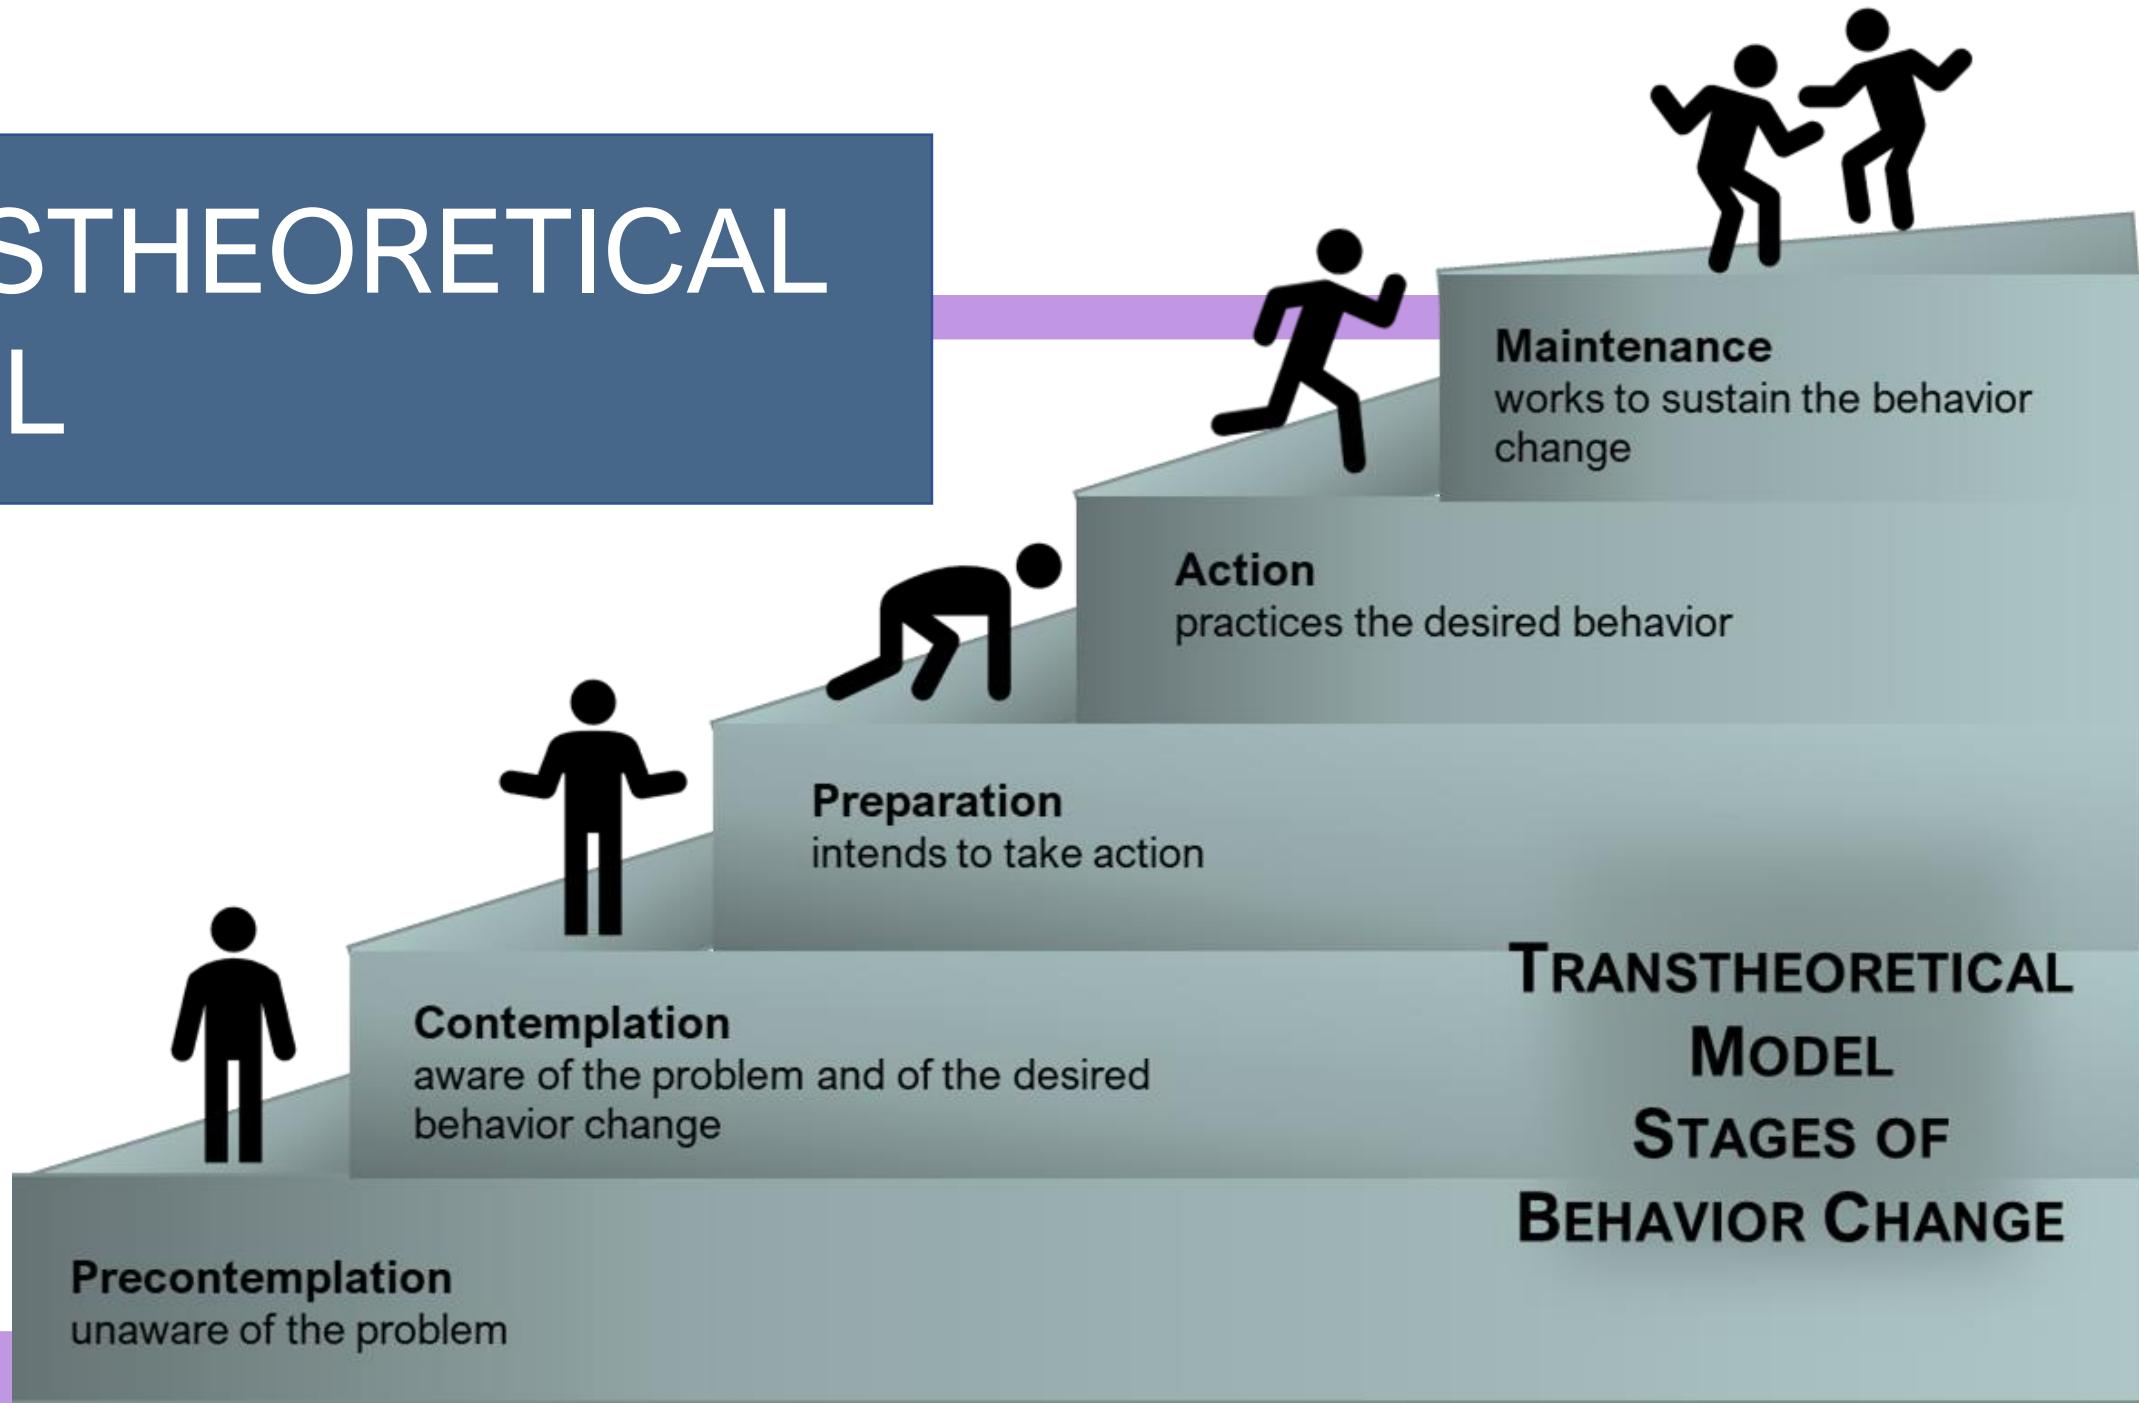 STHEORETICAL
L
Maintenance
works to sustain the behavior
change
Action
practices the desired behavior
Preparation
intends to take action
Contemplation
aware of the problem and of the desired
behavior change
Precontemplation
unaware of the problem
TRANSTHEORETICAL
MODEL
STAGES OF
BEHAVIOR CHANGE